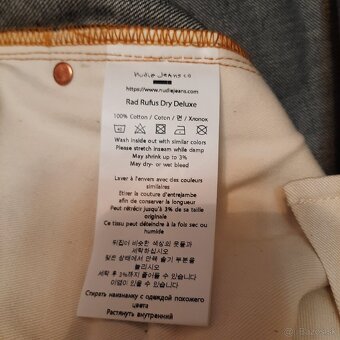 nudie jeans co
https://www.nudiejeans.com
Rad Rufus Dry Deluxe
100% Cotton / Coton / 면 / Хлопок
Wash inside out with similar colors
Please stretch inseam while damp
May shrink up to 3%
May dry- or wet bleed
Laver à l'envers avec des couleurs
similaires
Étirer la couture d'entrejambe
afin de conserver la longueur
Peut rétrécir jusqu'à 3% de sa taille
originale
Ce tissu peut déteindre à la fois sec ou
humide
뒤집어 비슷한 색상의 옷들과
세탁해 주십시오
젖은 상태에서 안쪽 솔기 부분을
늘리십시오
세탁 후 3%까지 줄어들 수 있습니다
이염이 있을 수 있습니다
Стирать наизнанку с одеждой похожего
цвета
Растянуть внутренний
bazos.sk